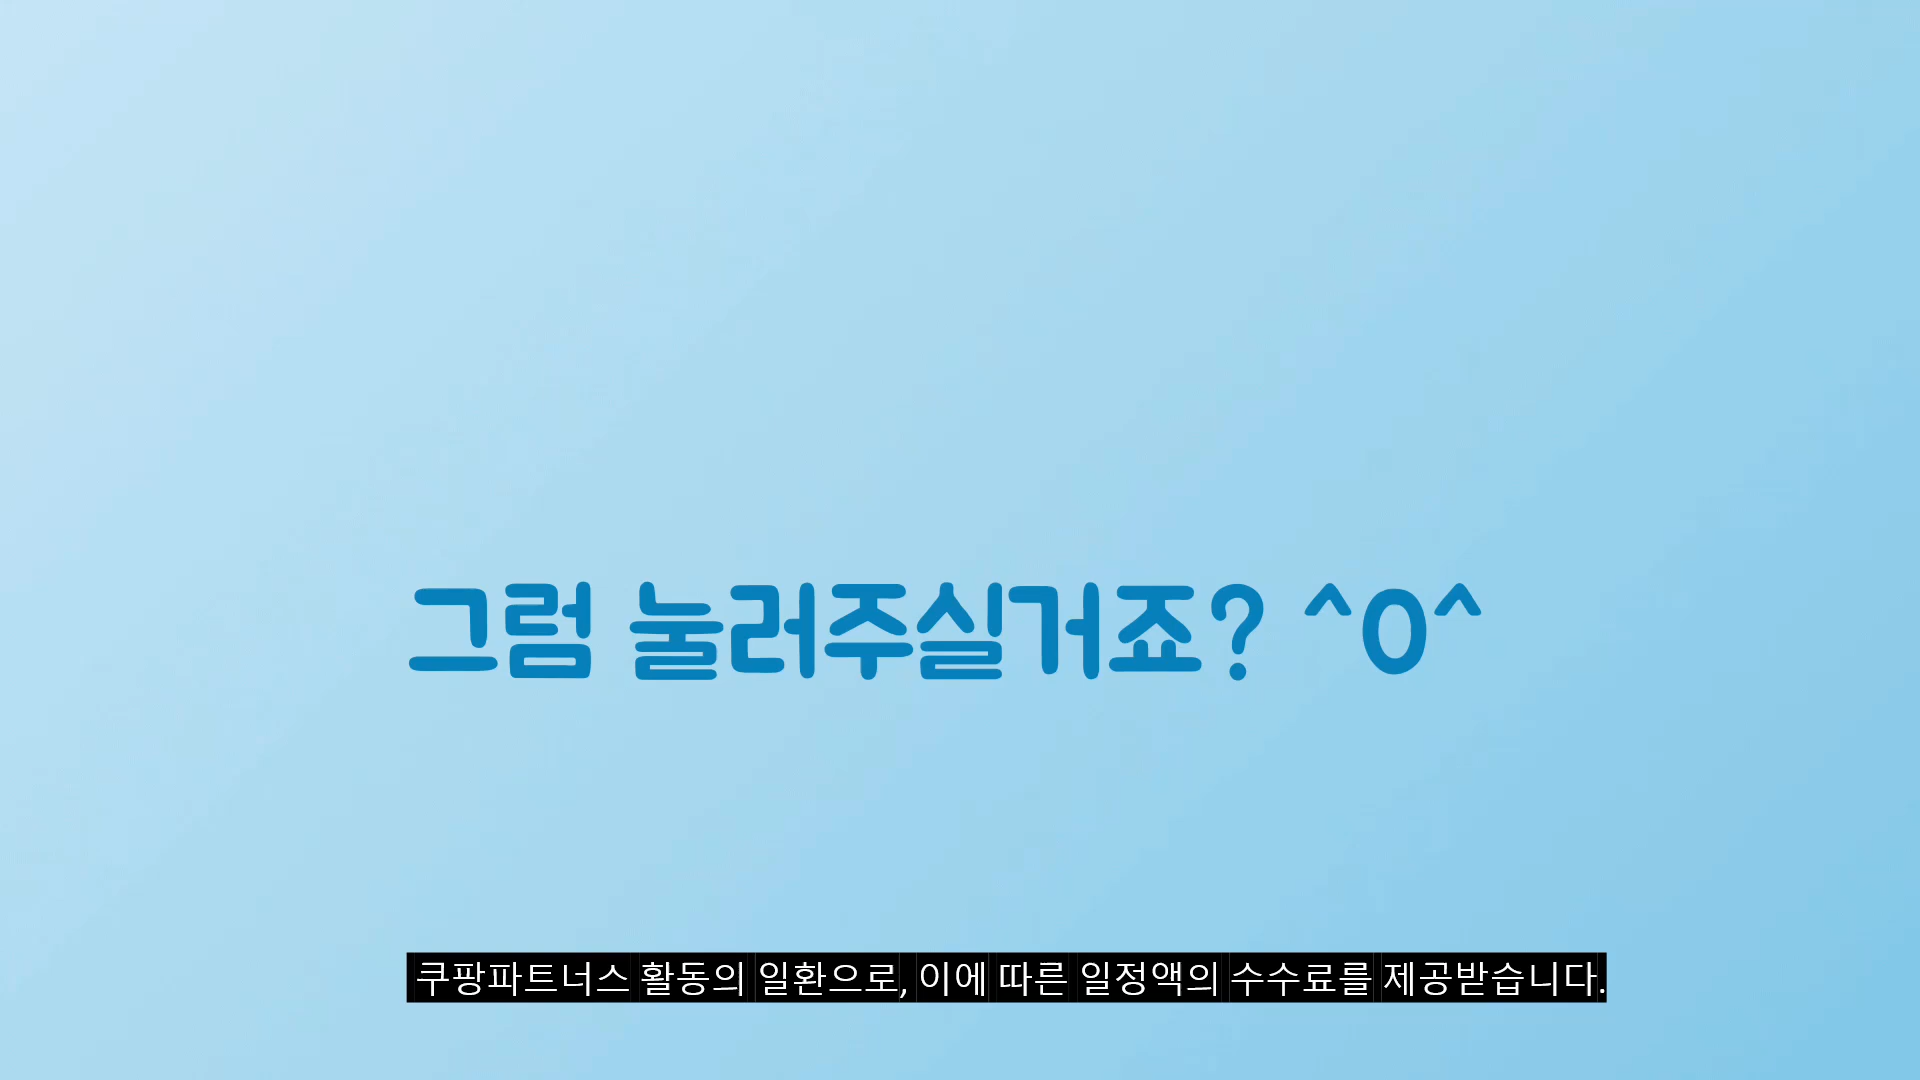 그럼 눌러주실거죠? ^0^
쿠팡파트너스 활동의 일환으로, 이에 따른 일정액의 수수료를 제공받습니다.